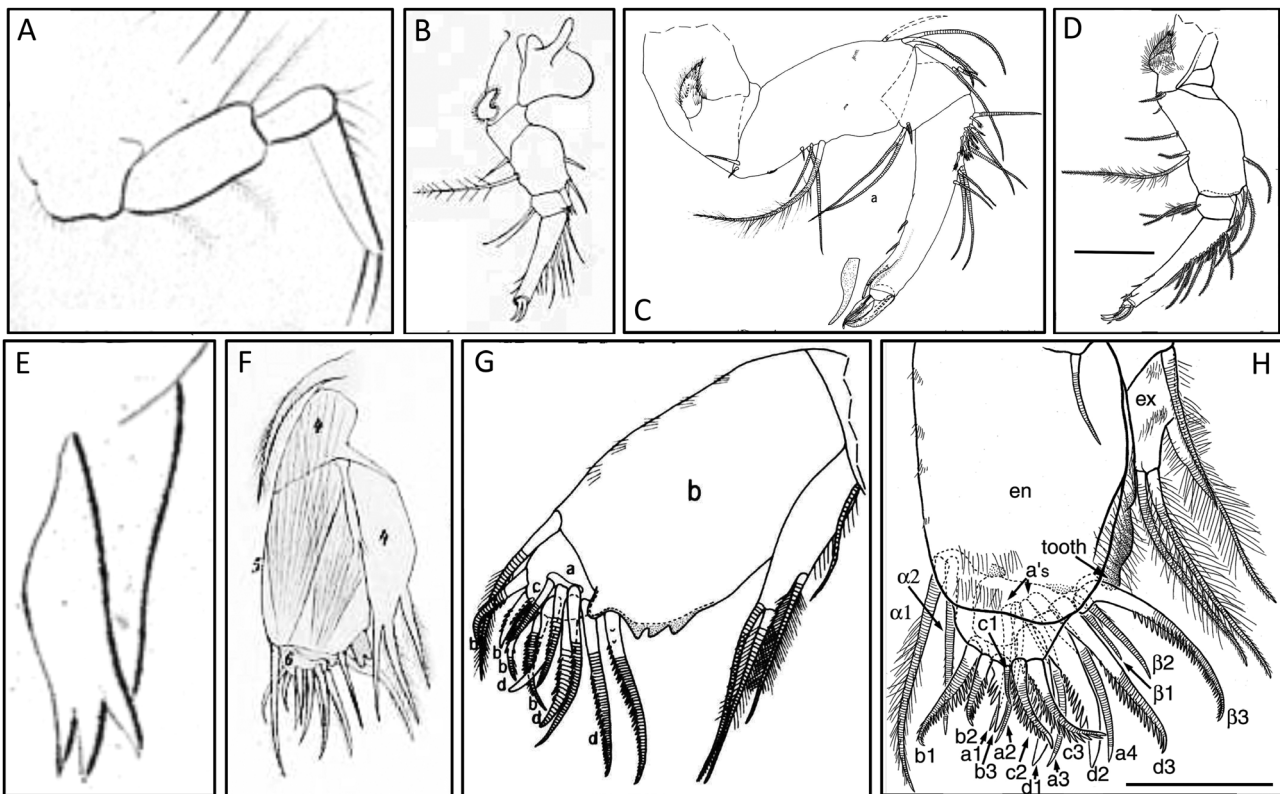 A
B
C
D
a
E
F
G
H
4
4
5
6
b
a
c
b
b
b
b
d
d
d
ex
en
tooth
a's
α2
α1
c1
β2
β1
β3
b1
b2
a1
b3
a2
c2
d1
a3
c3
d2
a4
d3